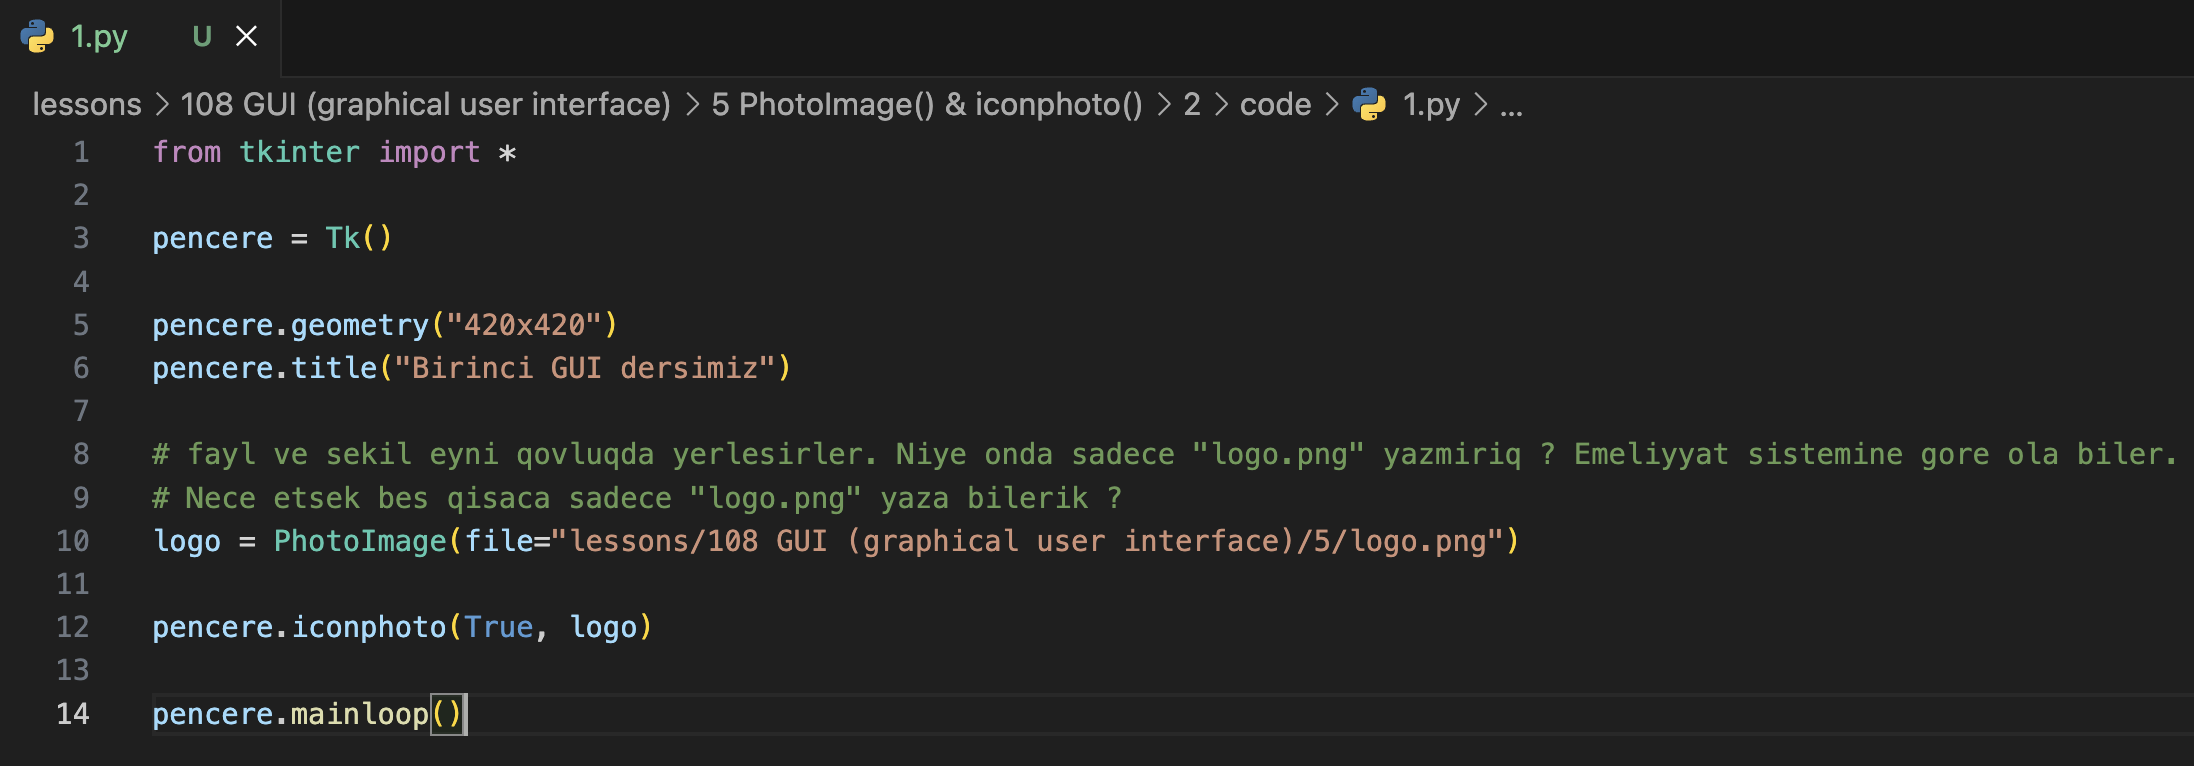 1.py U
lessons > 108 GUI (graphical user interface) > 5 PhotoImage() & iconphoto() > 2 > code > 1.py > ...
1 from tkinter import *
2
3 pencere = Tk()
4
5 pencere.geometry("420x420")
6 pencere.title("Birinci GUI dersimiz")
7
8 # fayl ve sekil eyni qovluqda yerlesirler. Niye onda sadece "logo.png" yazmiriq ? Emeliyyat sistemine gore ola biler.
9 # Nece etsek bes qisaca sadece "logo.png" yaza bilerik ?
10 logo = PhotoImage(file="lessons/108 GUI (graphical user interface)/5/logo.png")
11
12 pencere.iconphoto(True, logo)
13
14 pencere.mainloop()